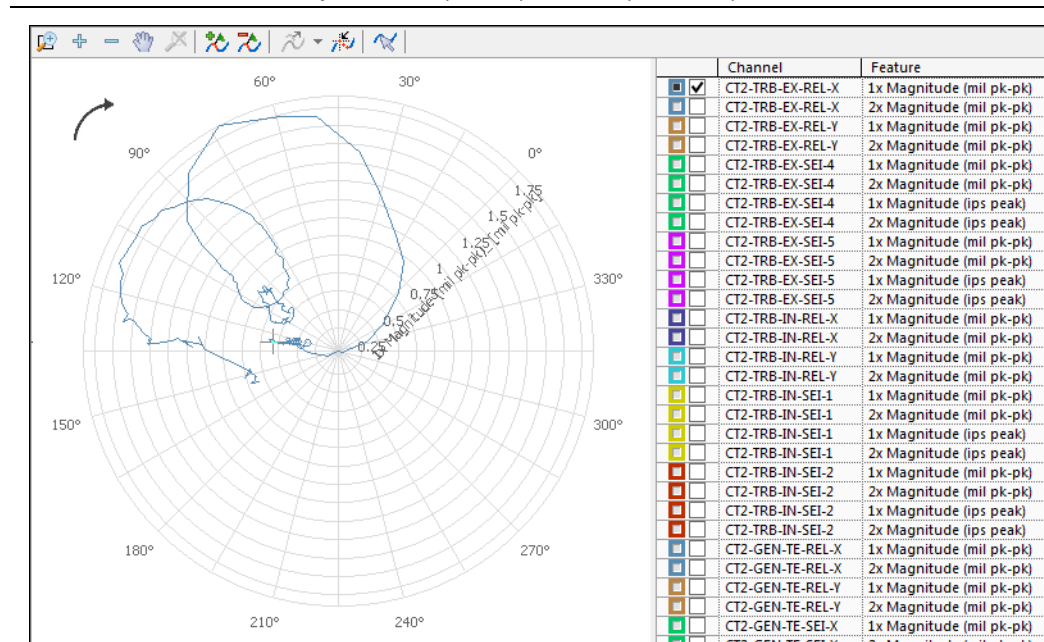 Channel Feature
CT2-TRB-EX-REL-X 1x Magnitude (mil pk-pk)
CT2-TRB-EX-REL-X 2x Magnitude (mil pk-pk)
CT2-TRB-EX-REL-Y 1x Magnitude (mil pk-pk)
CT2-TRB-EX-REL-Y 2x Magnitude (mil pk-pk)
CT2-TRB-EX-SEI-4 1x Magnitude (mil pk-pk)
CT2-TRB-EX-SEI-4 2x Magnitude (mil pk-pk)
CT2-TRB-EX-SEI-4 1x Magnitude (ips peak)
CT2-TRB-EX-SEI-4 2x Magnitude (ips peak)
CT2-TRB-EX-SEI-5 1x Magnitude (mil pk-pk)
CT2-TRB-EX-SEI-5 2x Magnitude (mil pk-pk)
CT2-TRB-EX-SEI-5 1x Magnitude (ips peak)
CT2-TRB-EX-SEI-5 2x Magnitude (ips peak)
CT2-TRB-IN-REL-X 1x Magnitude (mil pk-pk)
CT2-TRB-IN-REL-X 2x Magnitude (mil pk-pk)
CT2-TRB-IN-REL-Y 1x Magnitude (mil pk-pk)
CT2-TRB-IN-REL-Y 2x Magnitude (mil pk-pk)
CT2-TRB-IN-SEI-1 1x Magnitude (mil pk-pk)
CT2-TRB-IN-SEI-1 2x Magnitude (mil pk-pk)
CT2-TRB-IN-SEI-1 1x Magnitude (ips peak)
CT2-TRB-IN-SEI-1 2x Magnitude (ips peak)
CT2-TRB-IN-SEI-2 1x Magnitude (mil pk-pk)
CT2-TRB-IN-SEI-2 2x Magnitude (mil pk-pk)
CT2-TRB-IN-SEI-2 1x Magnitude (ips peak)
CT2-TRB-IN-SEI-2 2x Magnitude (ips peak)
CT2-GEN-TE-REL-X 1x Magnitude (mil pk-pk)
CT2-GEN-TE-REL-X 2x Magnitude (mil pk-pk)
CT2-GEN-TE-REL-Y 1x Magnitude (mil pk-pk)
CT2-GEN-TE-REL-Y 2x Magnitude (mil pk-pk)
CT2-GEN-TE-SEI-X 1x Magnitude (mil pk-pk)
60° 30°
90° 0°
120° 330°
150° 300°
180° 270°
210° 240°
1.75
1.5
1.25
1
0.75
0.5
0.25